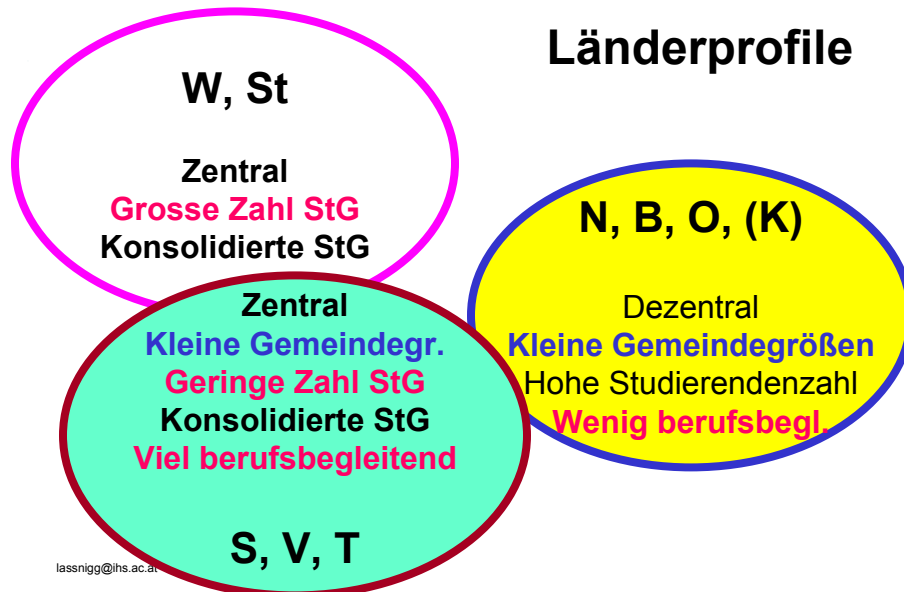 Länderprofile
W, St
Zentral
Grosse Zahl StG
Konsolidierte StG
N, B, O, (K)
Dezentral
Kleine Gemeindegrößen
Hohe Studierendenzahl
Wenig berufsbegl.
Zentral
Kleine Gemeindegr.
Geringe Zahl StG
Konsolidierte StG
Viel berufsbegleitend
S, V, T
lassnigg@ihs.ac.at